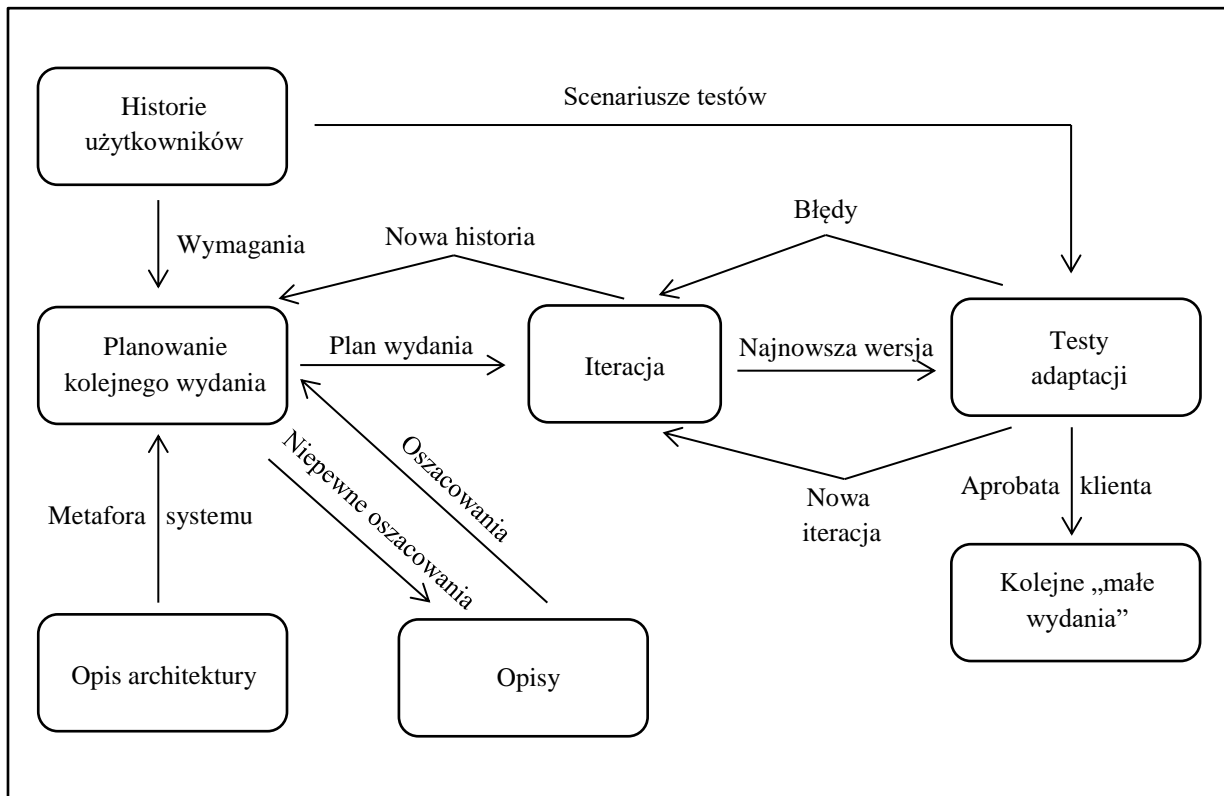 Historie
użytkowników
Scenariusze testów
Wymagania
Nowa historia
Błędy
Planowanie
kolejnego wydania
Plan wydania
Iteracja
Najnowsza wersja
Testy
adaptacji
Niepewne oszacowania
Oszacowania
Metafora systemu
Nowa
iteracja
Aprobata klienta
Opis architektury
Opisy
Kolejne „małe
wydania”